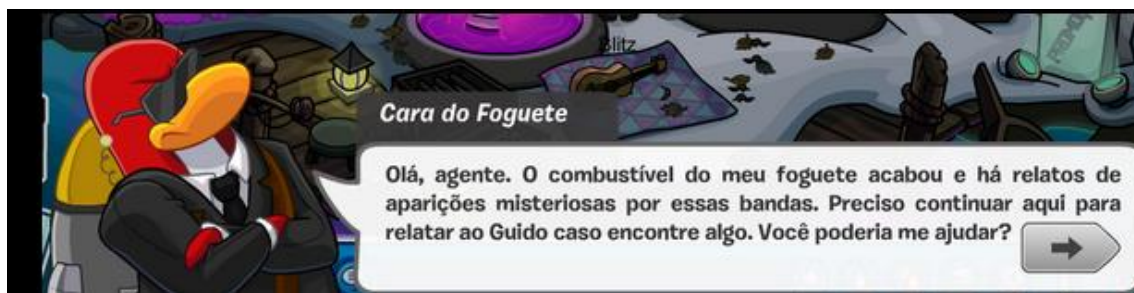 Blitz
Cara do Foguete
Olá, agente. O combustível do meu foguete acabou e há relatos de
aparições misteriosas por essas bandas. Preciso continuar aqui para
relatar ao Guido caso encontre algo. Você poderia me ajudar?